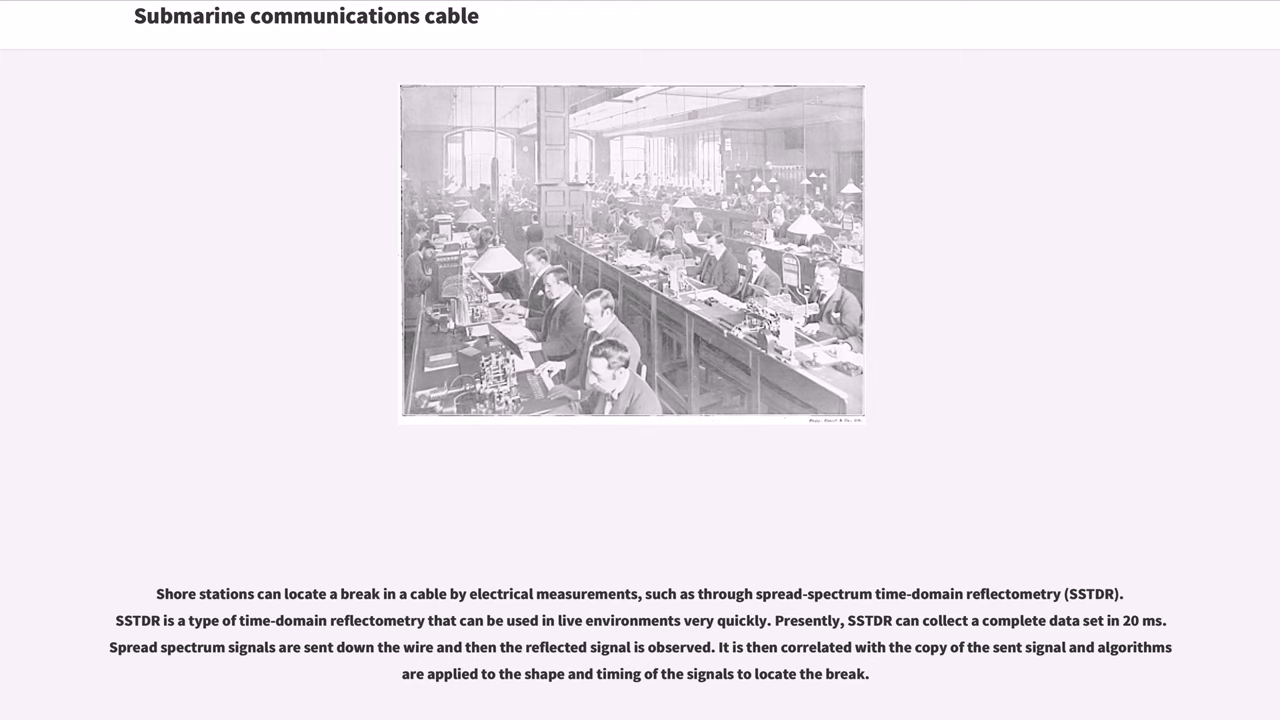 Submarine communications cable
Shore stations can locate a break in a cable by electrical measurements, such as through spread-spectrum time-domain reflectometry (SSTDR).
SSTDR is a type of time-domain reflectometry that can be used in live environments very quickly. Presently, SSTDR can collect a complete data set in 20 ms.
Spread spectrum signals are sent down the wire and then the reflected signal is observed. It is then correlated with the copy of the sent signal and algorithms
are applied to the shape and timing of the signals to locate the break.